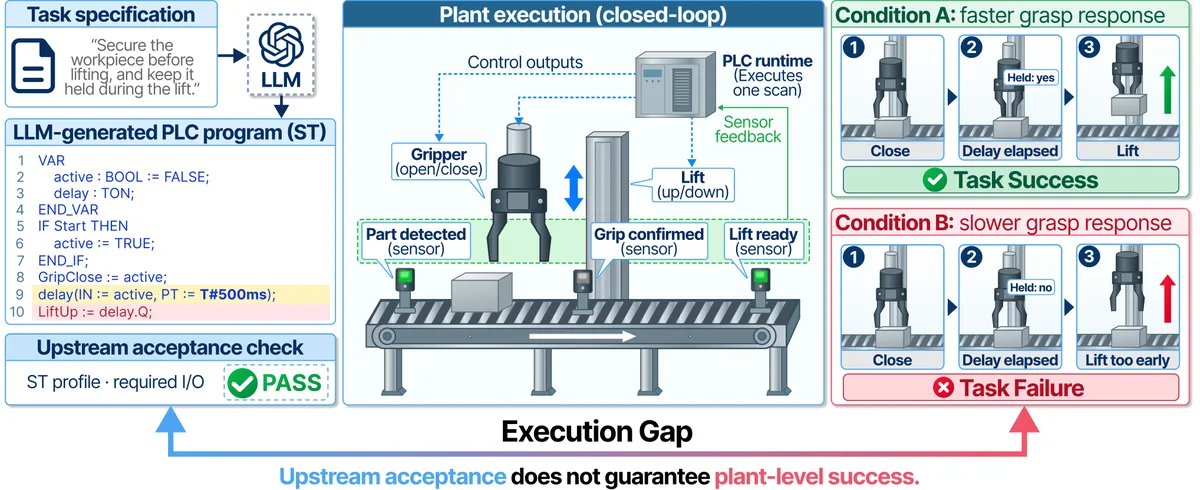 Task specification
“Secure the
workpiece before
lifting, and keep it
held during the lift.”
LLM
LLM-generated PLC program (ST)
1 VAR
2 active : BOOL := FALSE;
3 delay : TON;
4 END_VAR
5 IF Start THEN
6 active := TRUE;
7 END_IF;
8 GripClose := active;
9 delay(IN := active, PT := T#500ms);
10 LiftUp := delay.Q;
Upstream acceptance check
ST profile · required I/O
PASS
Plant execution (closed-loop)
Control outputs
PLC runtime
(Executes
one scan)
Sensor
feedback
Gripper
(open/close)
Lift
(up/down)
Part detected
(sensor)
Grip confirmed
(sensor)
Lift ready
(sensor)
Condition A: faster grasp response
1
2
3
Held: yes
Close
Delay elapsed
Lift
Task Success
Condition B: slower grasp response
1
2
3
Held: no
Close
Delay elapsed
Lift too early
Task Failure
Execution Gap
Upstream acceptance does not guarantee plant-level success.